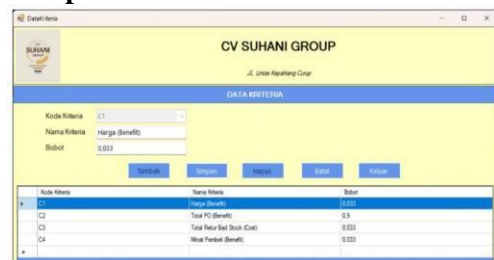 DataKriteria
CV
SUHANI
GROUP
CV SUHANI GROUP
JL. Lintas Kepahiang Curup
DATA KRITERIA
Kode Kriteria C1
Nama Kriteria Harga (Benefit)
Bobot 0,033
Tambah Simpan Hapus Batal Keluar
Kode Kriteria Nama Kriteria Bobot
C1 Harga (Benefit) 0,033
C2 Total PO (Benefit) 0,9
C3 Total Retur Bad Stock (Cost) 0,033
C4 Minat Pembeli (Benefit) 0,033